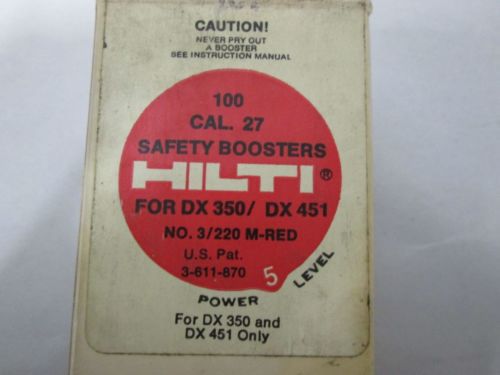 CAUTION!
NEVER PRY OUT
A BOOSTER
SEE INSTRUCTION MANUAL
100
CAL. 27
SAFETY BOOSTERS
HILTI®
FOR DX 350/ DX 451
NO. 3/220 M-RED
U.S. Pat.
3-611-870
5
LEVEL
POWER
For DX 350 and
DX 451 Only